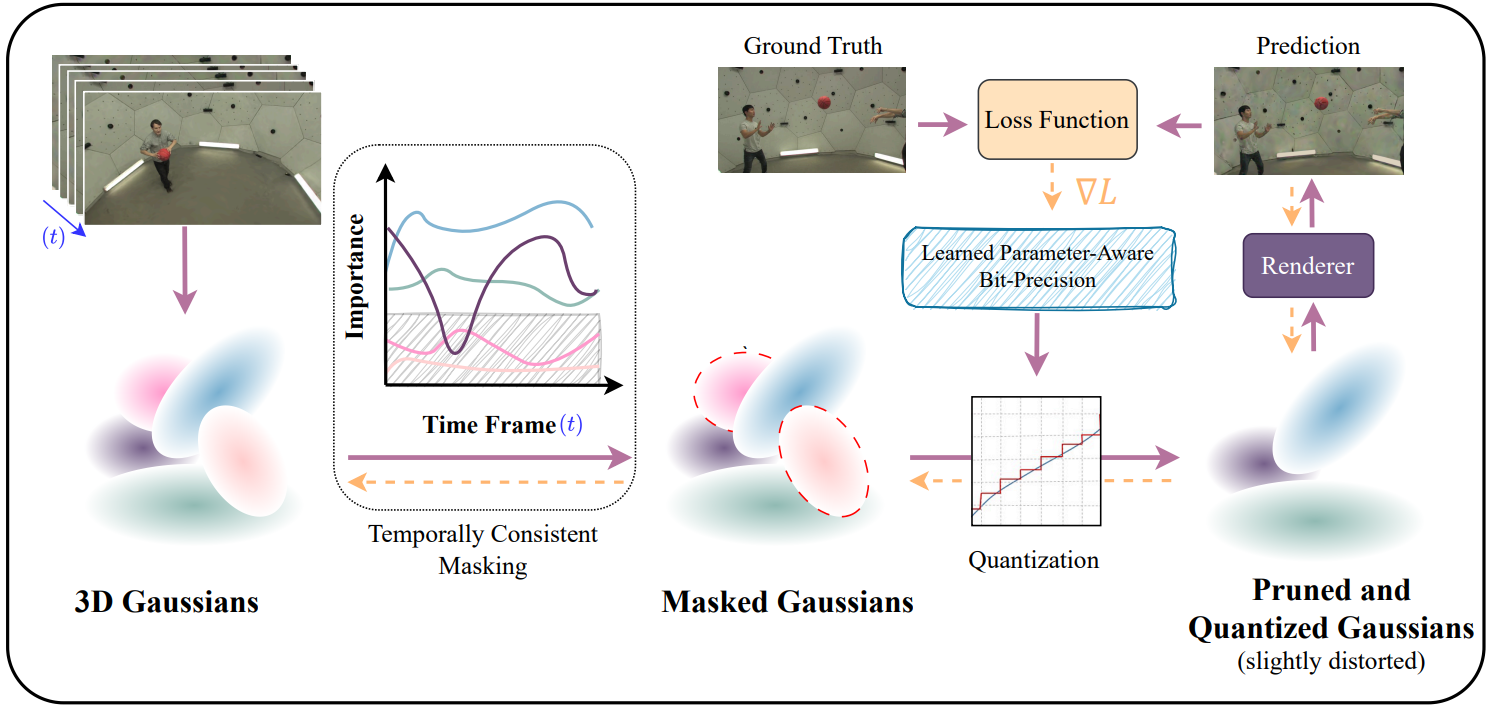 Ground Truth
Prediction
Loss Function
∇L
(t)
Learned Parameter-Aware
Bit-Precision
Renderer
Importance
Time Frame (t)
Temporally Consistent
Masking
Quantization
3D Gaussians
Masked Gaussians
Pruned and
Quantized Gaussians
(slightly distorted)